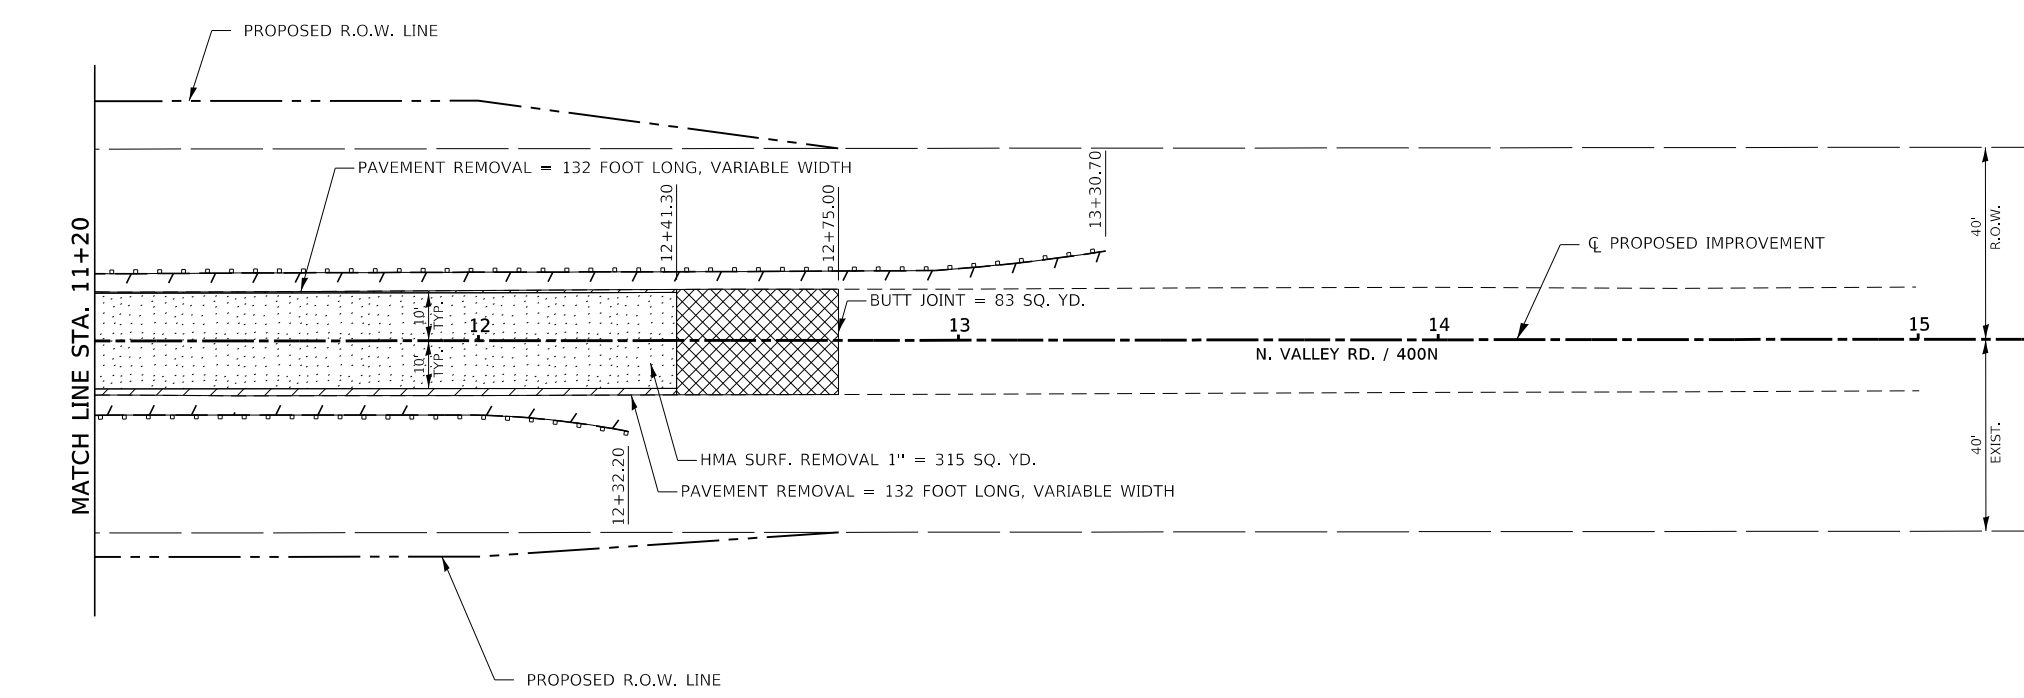 PROPOSED R.O.W. LINE
PAVEMENT REMOVAL = 132 FOOT LONG, VARIABLE WIDTH
12+41.30
12+75.00
13+30.70
40'
R.O.W.
MATCH LINE STA. 11+20
℄ PROPOSED IMPROVEMENT
BUTT JOINT = 83 SQ. YD.
10'
TYP.
12
13
14
15
10'
TYP.
N. VALLEY RD. / 400N
40'
EXIST.
HMA SURF. REMOVAL 1" = 315 SQ. YD.
PAVEMENT REMOVAL = 132 FOOT LONG, VARIABLE WIDTH
12+32.20
PROPOSED R.O.W. LINE